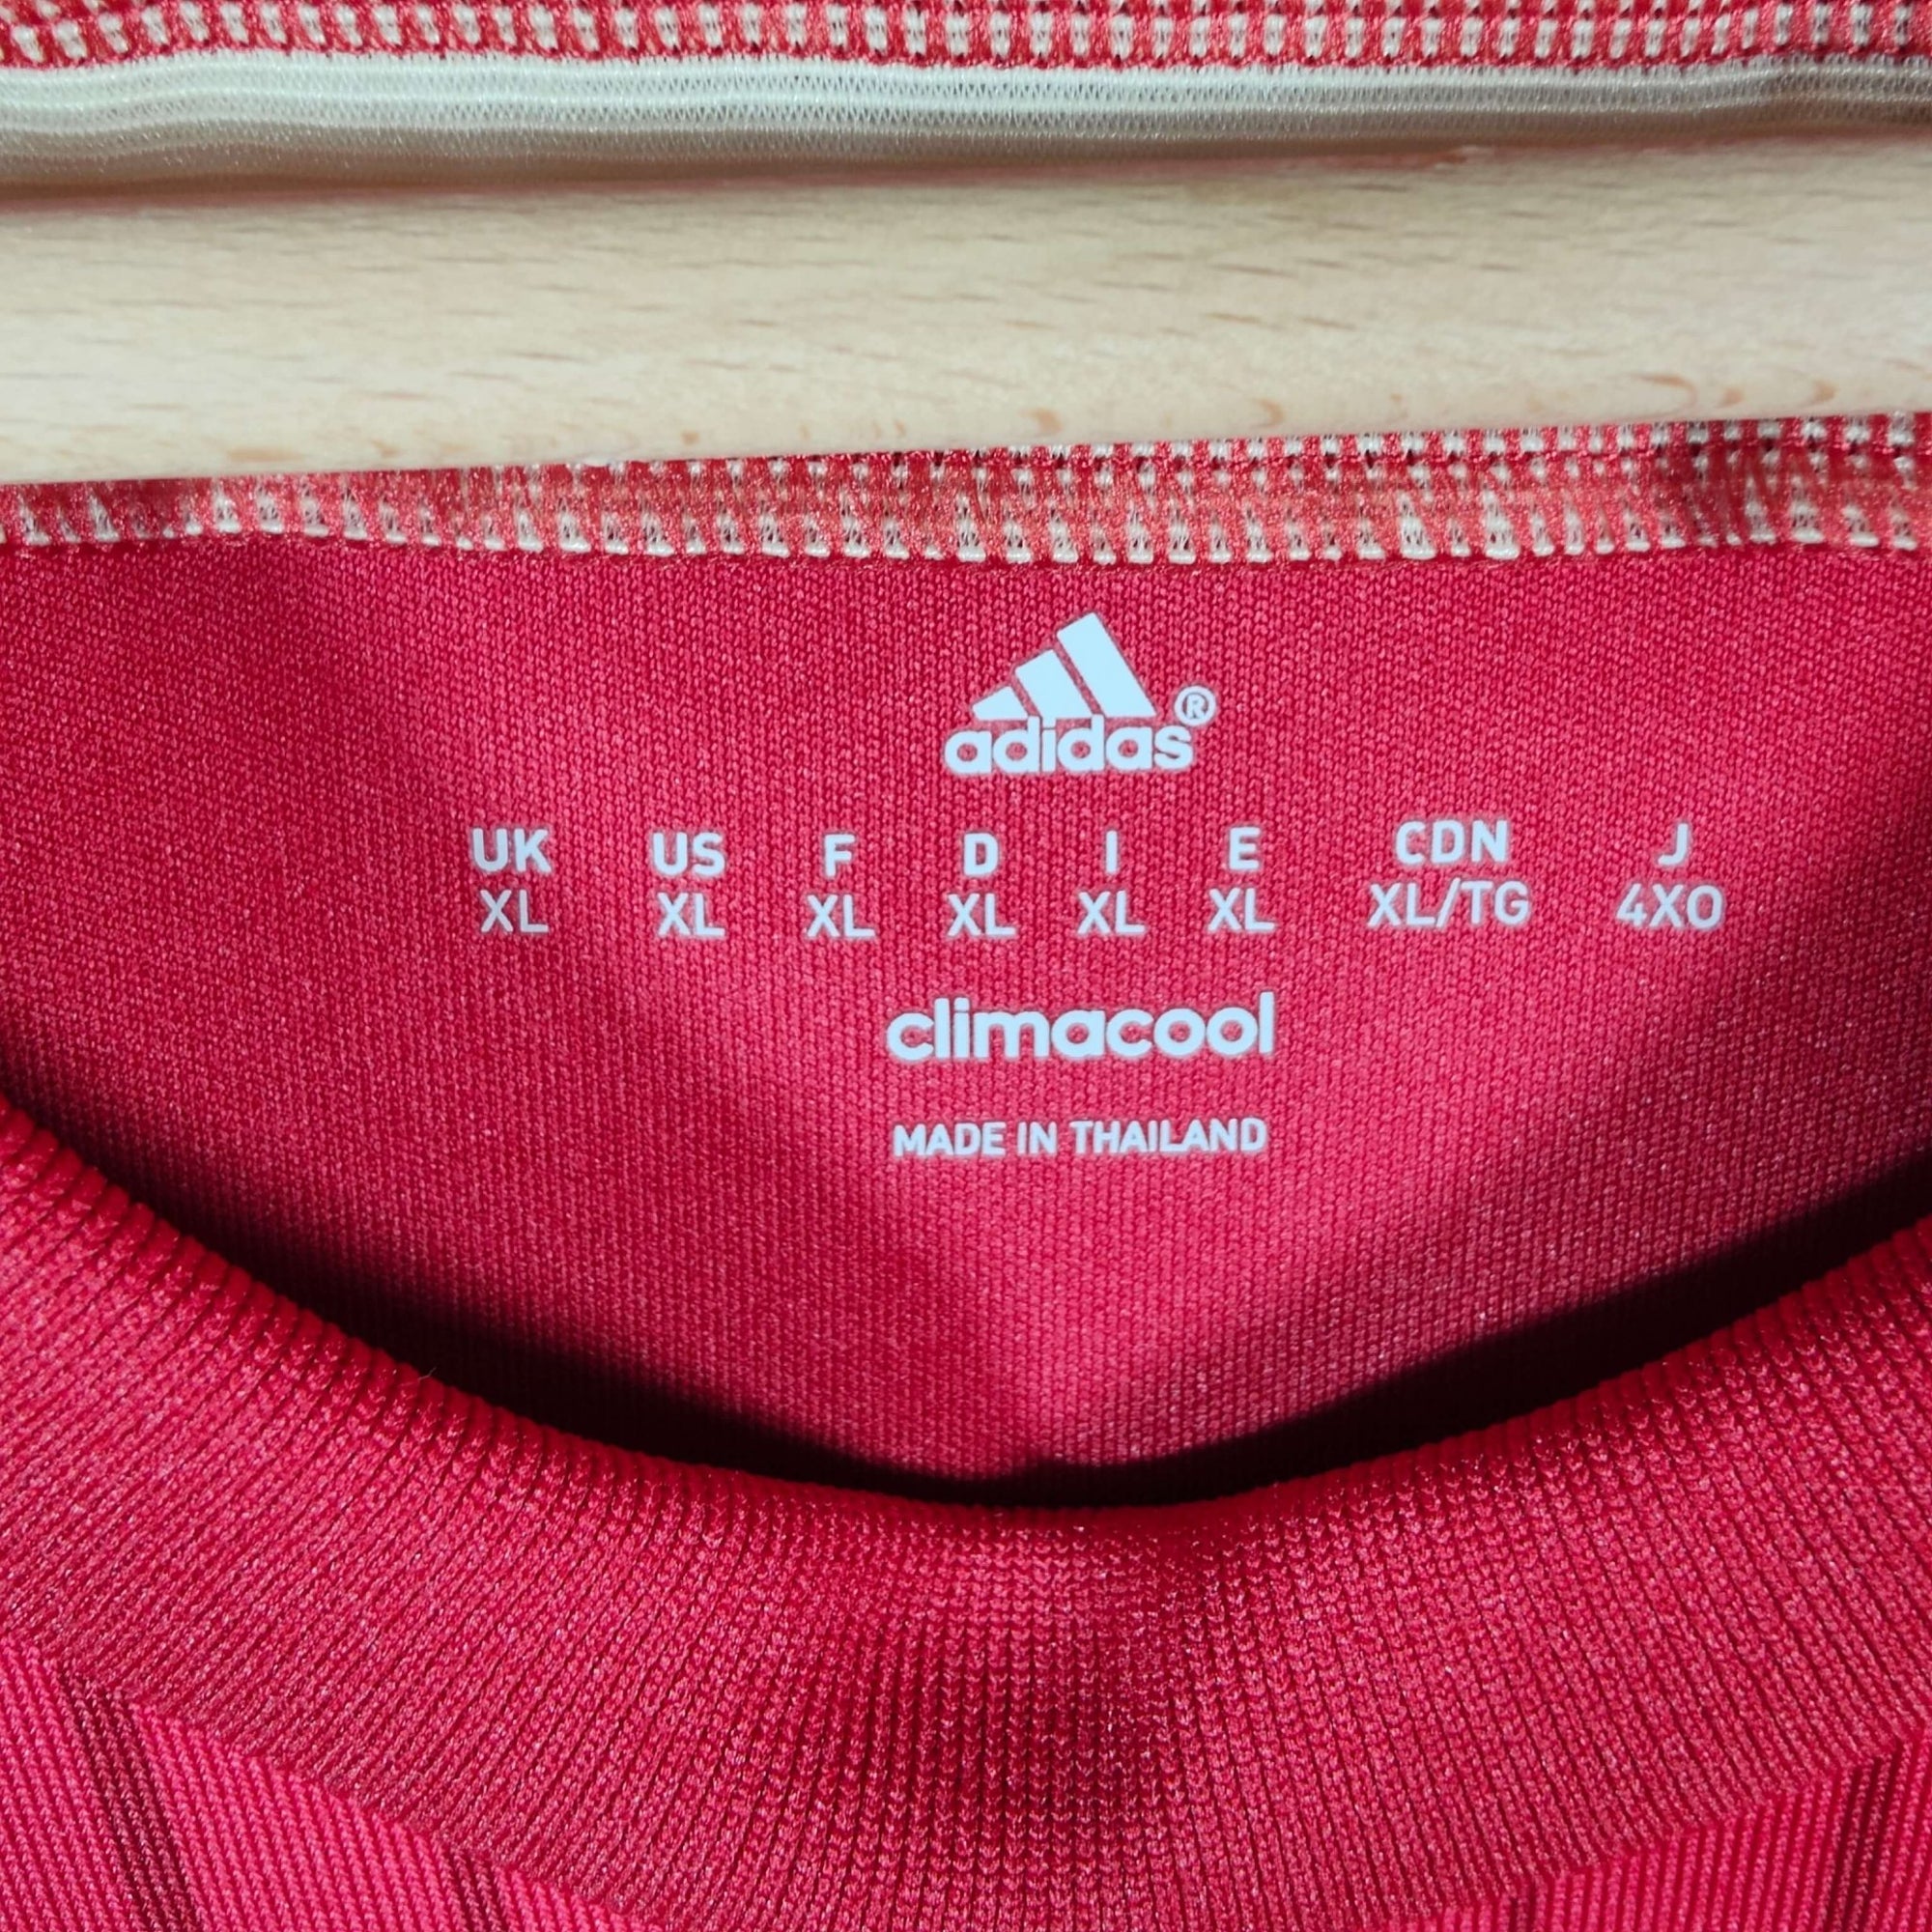 adidas®
UK US F D I E CDN J
XL XL XL XL XL XL XL/TG 4XO
climacool
MADE IN THAILAND